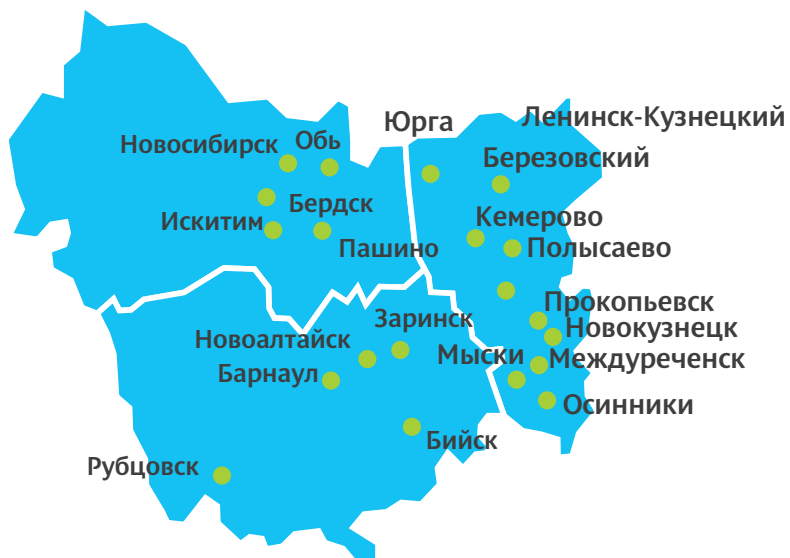 Юрга
Ленинск-Кузнецкий
Новосибирск
Обь
Березовский
Искитим
Бердск
Кемерово
Пашино
Полысаево
Прокопьевск
Новоалтайск
Заринск
Новокузнецк
Барнаул
Мыски
Междуреченск
Осинники
Бийск
Рубцовск